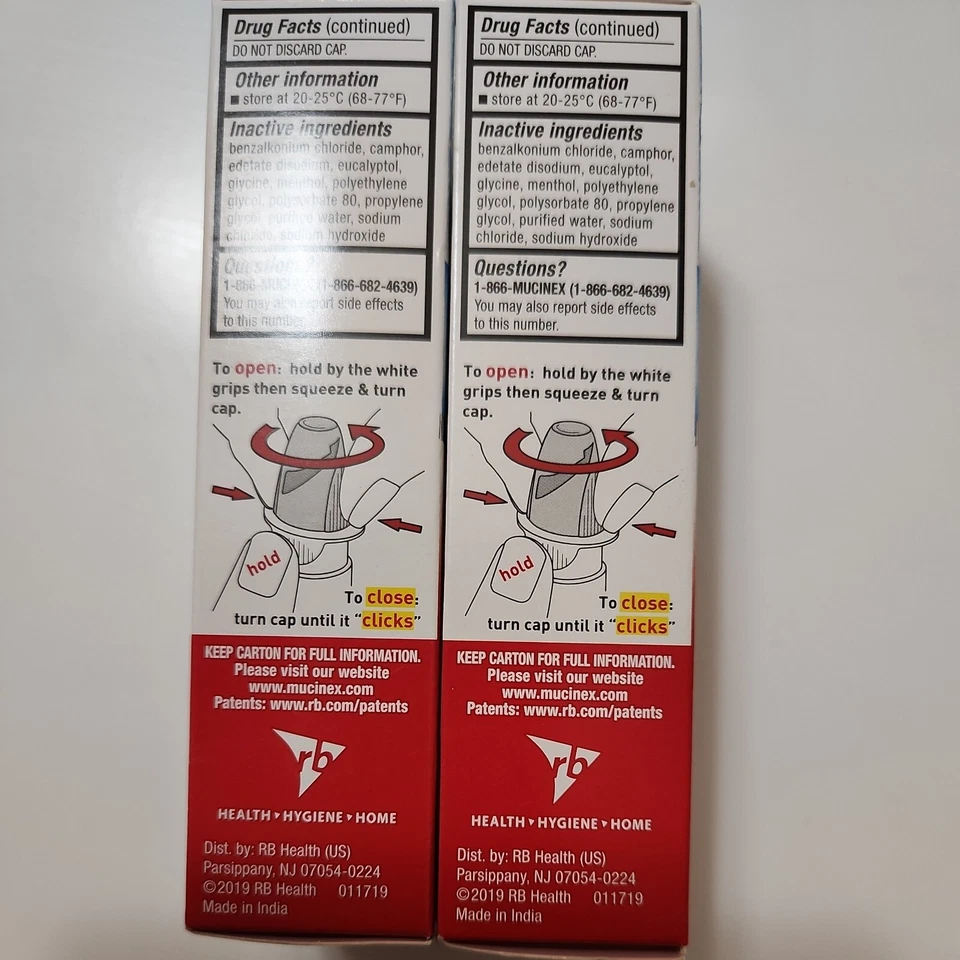 Drug Facts (continued)
DO NOT DISCARD CAP.
Other information
■ store at 20-25°C (68-77°F)
Inactive ingredients
benzalkonium chloride, camphor,
edetate disodium, eucalyptol,
glycine, menthol, polyethylene
glycol, polysorbate 80, propylene
glycol, purified water, sodium
chloride, sodium hydroxide
Questions?
1-866-MUCINEX (1-866-682-4639)
You may also report side effects
to this number.
To open: hold by the white
grips then squeeze & turn
cap.
hold
To close:
turn cap until it "clicks"
KEEP CARTON FOR FULL INFORMATION.
Please visit our website
www.mucinex.com
Patents: www.rb.com/patents
rb
HEALTH ▾ HYGIENE ▾ HOME
Dist. by: RB Health (US)
Parsippany, NJ 07054-0224
©2019 RB Health 011719
Made in India
Drug Facts (continued)
DO NOT DISCARD CAP.
Other information
■ store at 20-25°C (68-77°F)
Inactive ingredients
benzalkonium chloride, camphor,
edetate disodium, eucalyptol,
glycine, menthol, polyethylene
glycol, polysorbate 80, propylene
glycol, purified water, sodium
chloride, sodium hydroxide
Questions?
1-866-MUCINEX (1-866-682-4639)
You may also report side effects
to this number.
To open: hold by the white
grips then squeeze & turn
cap.
hold
To close:
turn cap until it "clicks"
KEEP CARTON FOR FULL INFORMATION.
Please visit our website
www.mucinex.com
Patents: www.rb.com/patents
rb
HEALTH ▾ HYGIENE ▾ HOME
Dist. by: RB Health (US)
Parsippany, NJ 07054-0224
©2019 RB Health 011719
Made in India